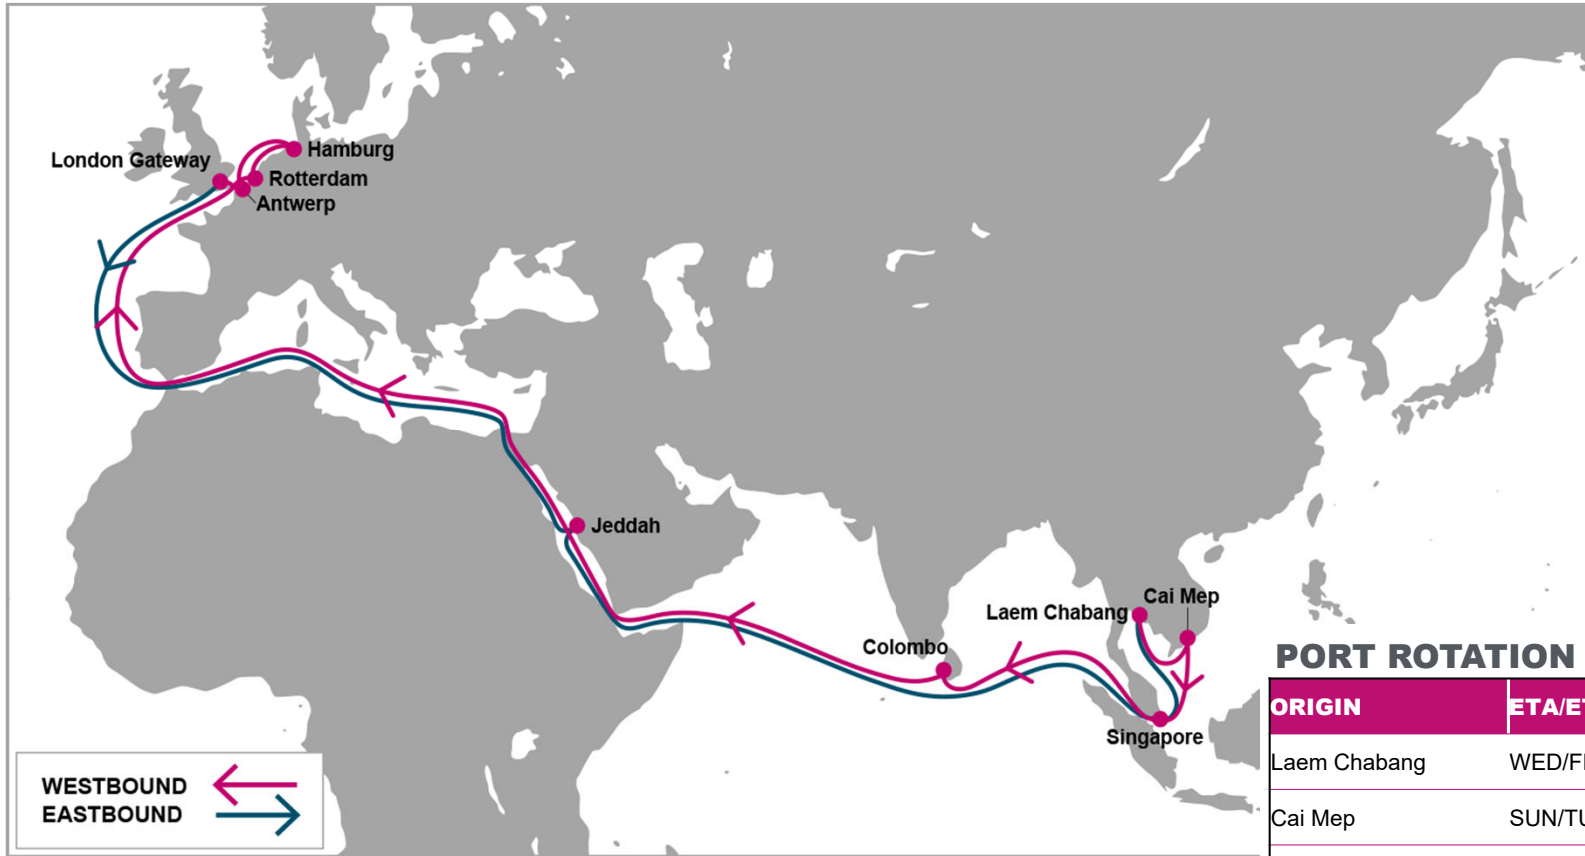 London Gateway
Hamburg
Rotterdam
Antwerp
Jeddah
Laem Chabang
Cai Mep
Colombo
Singapore
WESTBOUND
EASTBOUND
PORT ROTATION
ORIGIN
Laem Chabang
Cai Mep